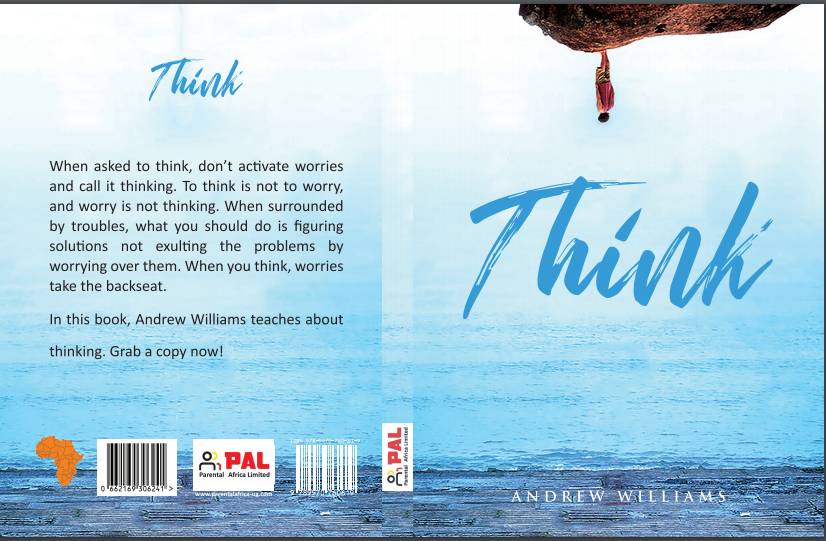 Think
When asked to think, don’t activate worries
and call it thinking. To think is not to worry,
and worry is not thinking. When surrounded
by troubles, what you should do is figuring
solutions not exulting the problems by
worrying over them. When you think, worries
take the backseat.
In this book, Andrew Williams teaches about
thinking. Grab a copy now!
0 662169 306241 >
PAL
Parental Africa Limited
www.parentalafrica-ug.com
PAL
Parental Africa Limited
Think
ANDREW WILLIAMS